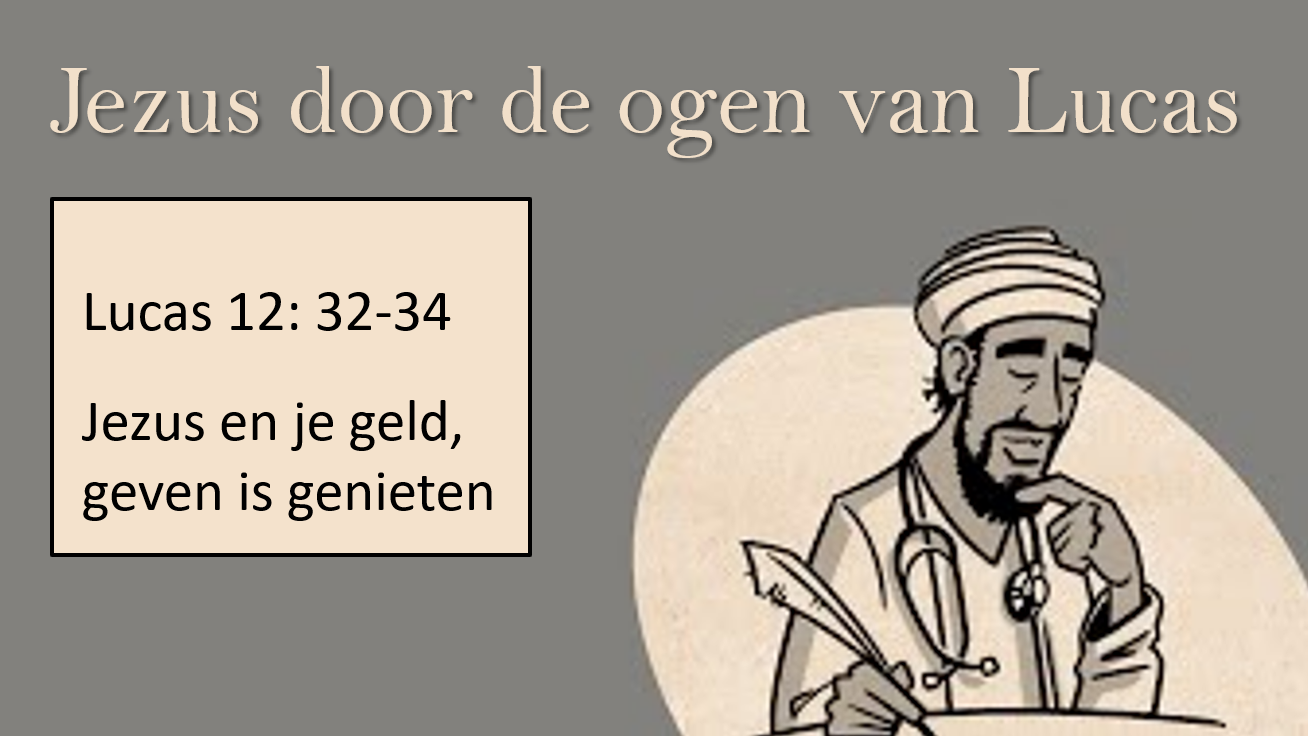 Jezus door de ogen van Lucas
Lucas 12: 32-34
Jezus en je geld,
geven is genieten